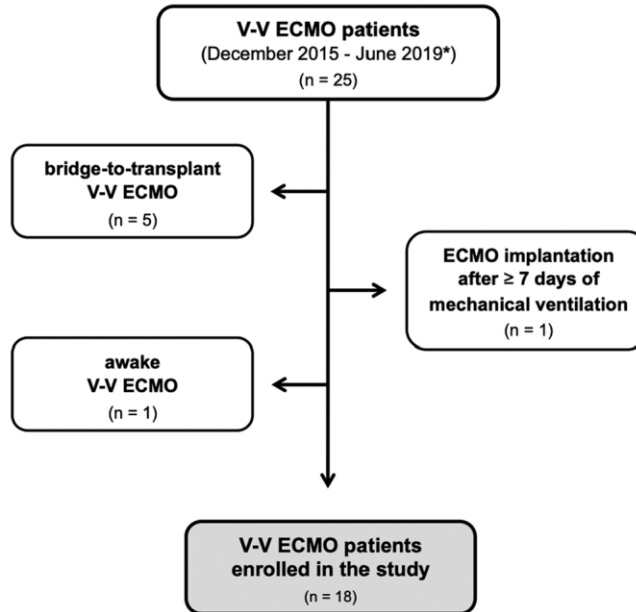 V-V ECMO patients
(December 2015 - June 2019*)
(n = 25)
bridge-to-transplant
V-V ECMO
(n = 5)
ECMO implantation
after ≥ 7 days of
mechanical ventilation
(n = 1)
awake
V-V ECMO
(n = 1)
V-V ECMO patients
enrolled in the study
(n = 18)